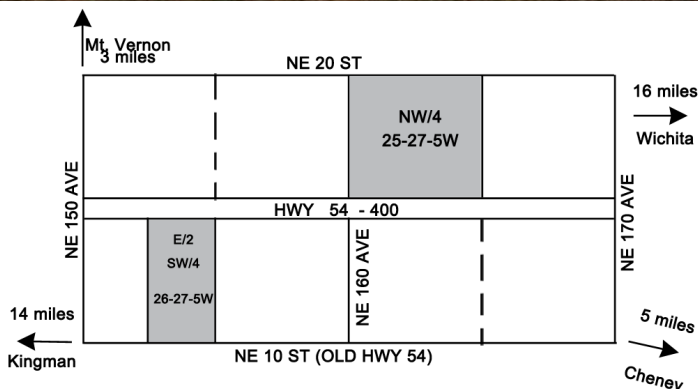 Mt. Vernon
3 miles
NE 20 ST
16 miles
Wichita
NW/4
25-27-5W
NE 150 AVE
HWY 54 - 400
NE 170 AVE
E/2
SW/4
26-27-5W
NE 160 AVE
14 miles
Kingman
NE 10 ST (OLD HWY 54)
5 miles
Cheney